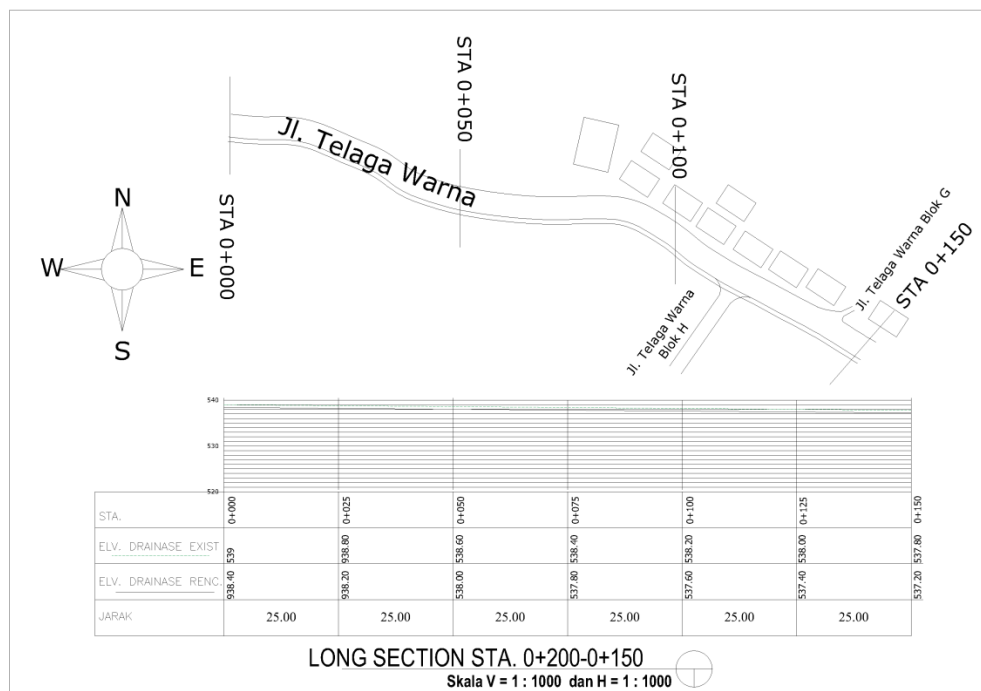 STA 0+000
Jl. Telaga Warna
STA 0+050
STA 0+100
Jl. Telaga Warna Blok G
STA 0+150
Jl. Telaga Warna
Blok H
N
W
E
S
540
530
520
STA. 0+000 0+025 0+050 0+075 0+100 0+125 0+150
ELV. DRAINASE EXIST 539 938.80 538.60 538.40 538.20 538.00 537.80
ELV. DRAINASE RENC. 938.40 938.20 538.00 537.80 537.60 537.40 537.20
JARAK 25.00 25.00 25.00 25.00 25.00 25.00
LONG SECTION STA. 0+200-0+150
Skala V = 1 : 1000 dan H = 1 : 1000